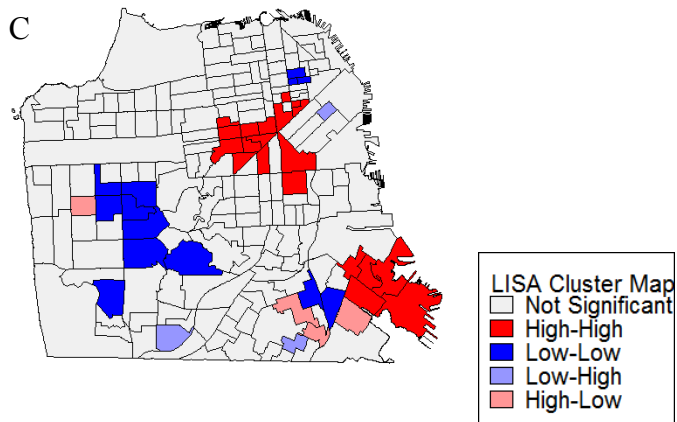 C
LISA Cluster Map
Not Significant
High-High
Low-Low
Low-High
High-Low